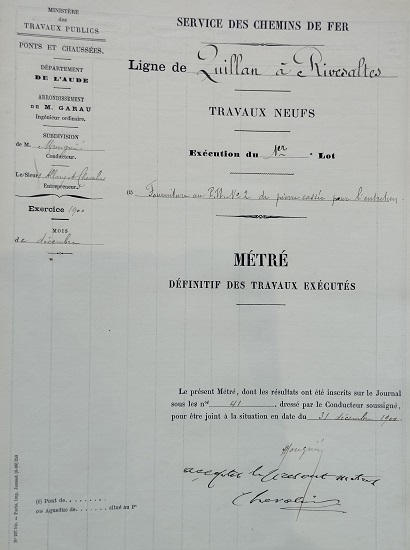 MINISTÈRE
des
TRAVAUX PUBLICS
PONTS ET CHAUSSÉES.
DÉPARTEMENT
DE L'AUDE
ARRONDISSEMENT
DE M. GARAU
Ingénieur ordinaire.
SUBDIVISION
de M.
Conducteur.
Le Sieur Allary et Chevalier
Entrepreneur.
Exercice 1900
MOIS
de décembre
SERVICE DES CHEMINS DE FER
Ligne de Quillan à Rivesaltes
TRAVAUX NEUFS
Exécution du 1er Lot
(1) Fourniture au P.N. No 2 de pierre cassée pour l'entretien
MÉTRÉ
DÉFINITIF DES TRAVAUX EXÉCUTÉS
Le présent Métré, dont les résultats ont été inscrits sur le Journal
sous les nos 41, dressé par le Conducteur soussigné,
pour être joint à la situation en date du 31 décembre 1900
accepté le présent métré
Chevalier
(1) Pont de . . . . . . . .
ou Aqueduc de . . . . . . situé au Pt